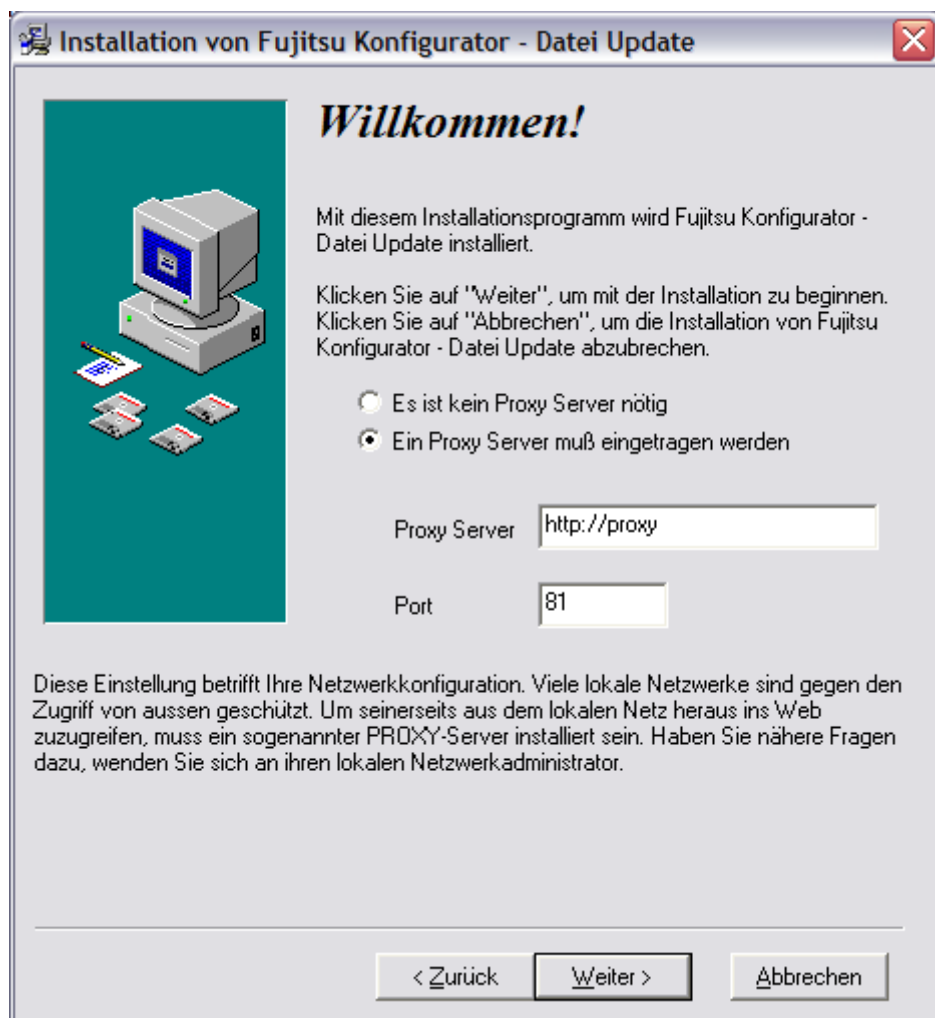 Installation von Fujitsu Konfigurator - Datei Update
Willkommen!
Mit diesem Installationsprogramm wird Fujitsu Konfigurator -
Datei Update installiert.
Klicken Sie auf "Weiter", um mit der Installation zu beginnen.
Klicken Sie auf "Abbrechen", um die Installation von Fujitsu
Konfigurator - Datei Update abzubrechen.
Es ist kein Proxy Server nötig
Ein Proxy Server muß eingetragen werden
Proxy Server http://proxy
Port 81
Diese Einstellung betrifft Ihre Netzwerkkonfiguration. Viele lokale Netzwerke sind gegen den
Zugriff von aussen geschützt. Um seinerseits aus dem lokalen Netz heraus ins Web
zuzugreifen, muss ein sogenannter PROXY-Server installiert sein. Haben Sie nähere Fragen
dazu, wenden Sie sich an ihren lokalen Netzwerkadministrator.
< Zurück Weiter > Abbrechen